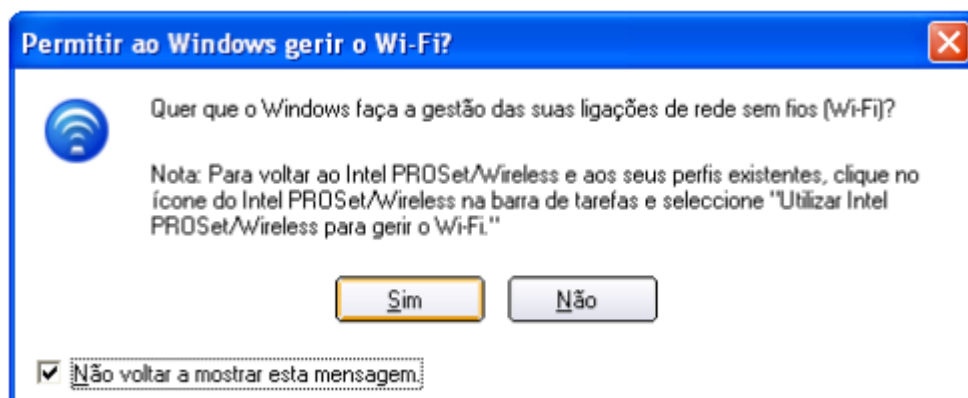 Permitir ao Windows gerir o Wi-Fi?
Quer que o Windows faça a gestão das suas ligações de rede sem fios (Wi-Fi)?
Nota: Para voltar ao Intel PROSet/Wireless e aos seus perfis existentes, clique no
ícone do Intel PROSet/Wireless na barra de tarefas e seleccione "Utilizar Intel
PROSet/Wireless para gerir o Wi-Fi."
Sim Não
Não voltar a mostrar esta mensagem.